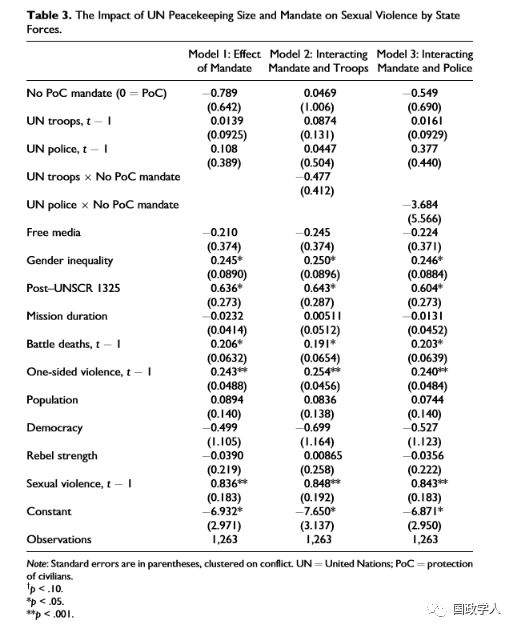 Table 3. The Impact of UN Peacekeeping Size and Mandate on Sexual Violence by State
Forces.
Model 1: Effect of Mandate Model 2: Interacting Mandate and Troops Model 3: Interacting Mandate and Police
No PoC mandate (0 = PoC) −0.789 0.0469 −0.549
(0.642) (1.006) (0.690)
UN troops, t − 1 0.0139 0.0874 0.0161
(0.0925) (0.131) (0.0929)
UN police, t − 1 0.108 0.0447 0.377
(0.389) (0.504) (0.440)
UN troops × No PoC mandate −0.477
(0.412)
UN police × No PoC mandate −3.684
(5.566)
Free media −0.210 −0.245 −0.224
(0.374) (0.374) (0.371)
Gender inequality 0.245* 0.250* 0.246*
(0.0890) (0.0896) (0.0884)
Post–UNSCR 1325 0.636* 0.643* 0.604*
(0.273) (0.287) (0.273)
Mission duration −0.0232 0.00511 −0.0131
(0.0414) (0.0512) (0.0452)
Battle deaths, t − 1 0.206* 0.191* 0.203*
(0.0632) (0.0654) (0.0639)
One-sided violence, t − 1 0.243** 0.254** 0.240**
(0.0488) (0.0456) (0.0484)
Population 0.0894 0.0836 0.0744
(0.140) (0.138) (0.140)
Democracy −0.499 −0.699 −0.527
(1.105) (1.164) (1.123)
Rebel strength −0.0390 0.00865 −0.0356
(0.219) (0.258) (0.222)
Sexual violence, t − 1 0.836** 0.848** 0.843**
(0.183) (0.192) (0.183)
Constant −6.932* −7.650* −6.871*
(2.971) (3.137) (2.950)
Observations 1,263 1,263 1,263
Note: Standard errors are in parentheses, clustered on conflict. UN = United Nations; PoC = protection
of civilians.
†p < .10.
*p < .05.
**p < .001.
国政学人